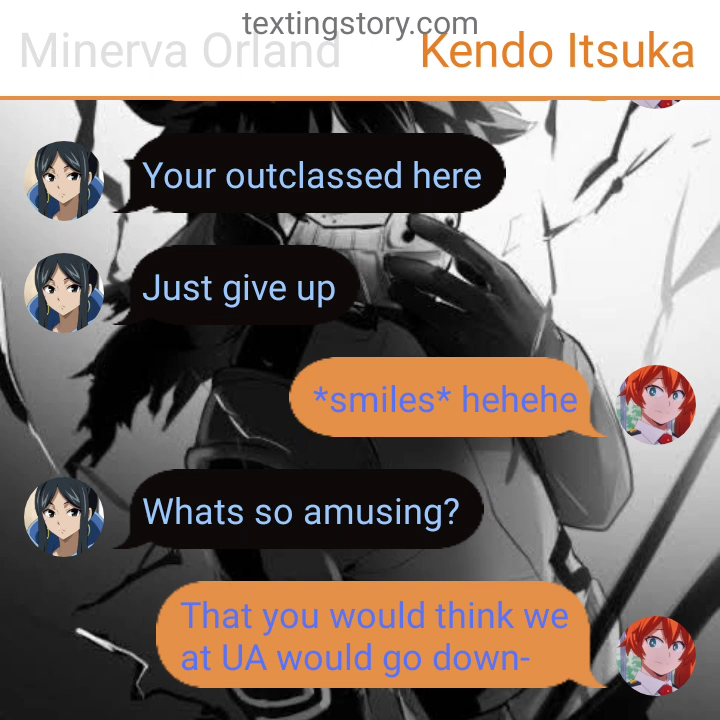 textingstory.com
Minerva Orland
Kendo Itsuka
Your outclassed here
Just give up
*smiles* hehehe
Whats so amusing?
That you would think we
at UA would go down-